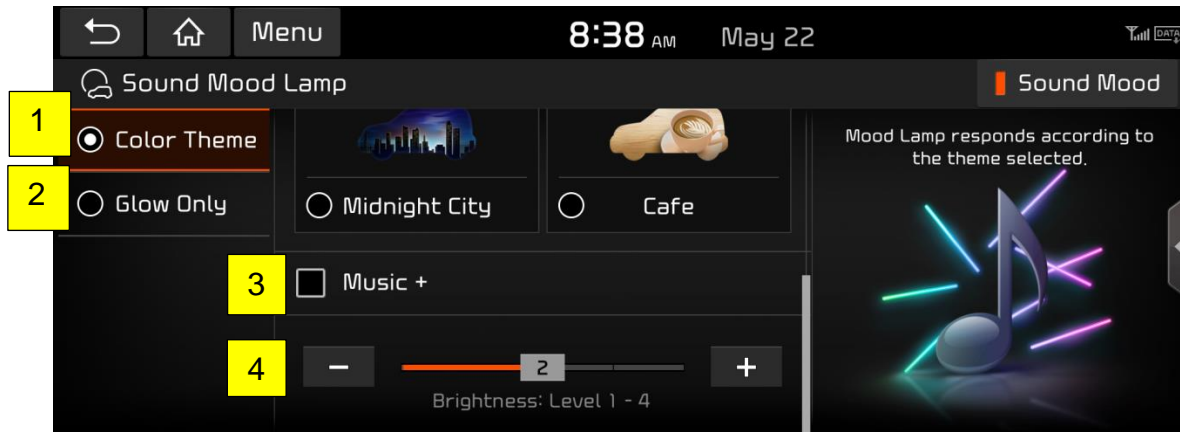 Menu
8:38 AM May 22
DATA
Sound Mood Lamp
Sound Mood
1
Color Theme
2
Glow Only
Midnight City
Cafe
3
Music +
4
−
2
+
Brightness: Level 1 - 4
Mood Lamp responds according to
the theme selected.